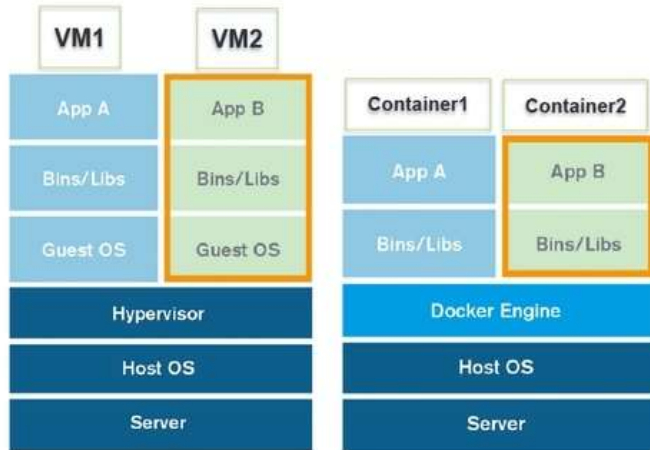 VM1 VM2
App A App B
Bins/Libs Bins/Libs
Guest OS Guest OS
Hypervisor
Host OS
Server
Container1 Container2
App A App B
Bins/Libs Bins/Libs
Docker Engine
Host OS
Server